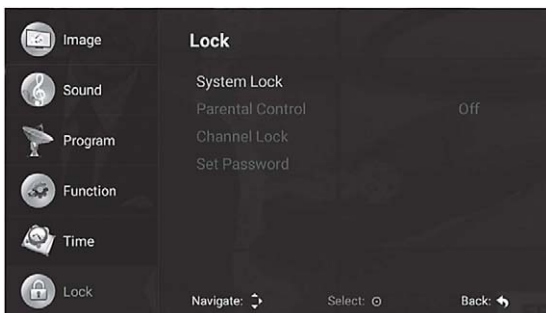 Image
Sound
Program
Function
Time
Lock
Lock
System Lock
Parental Control Off
Channel Lock
Set Password
Navigate: Select: Back: